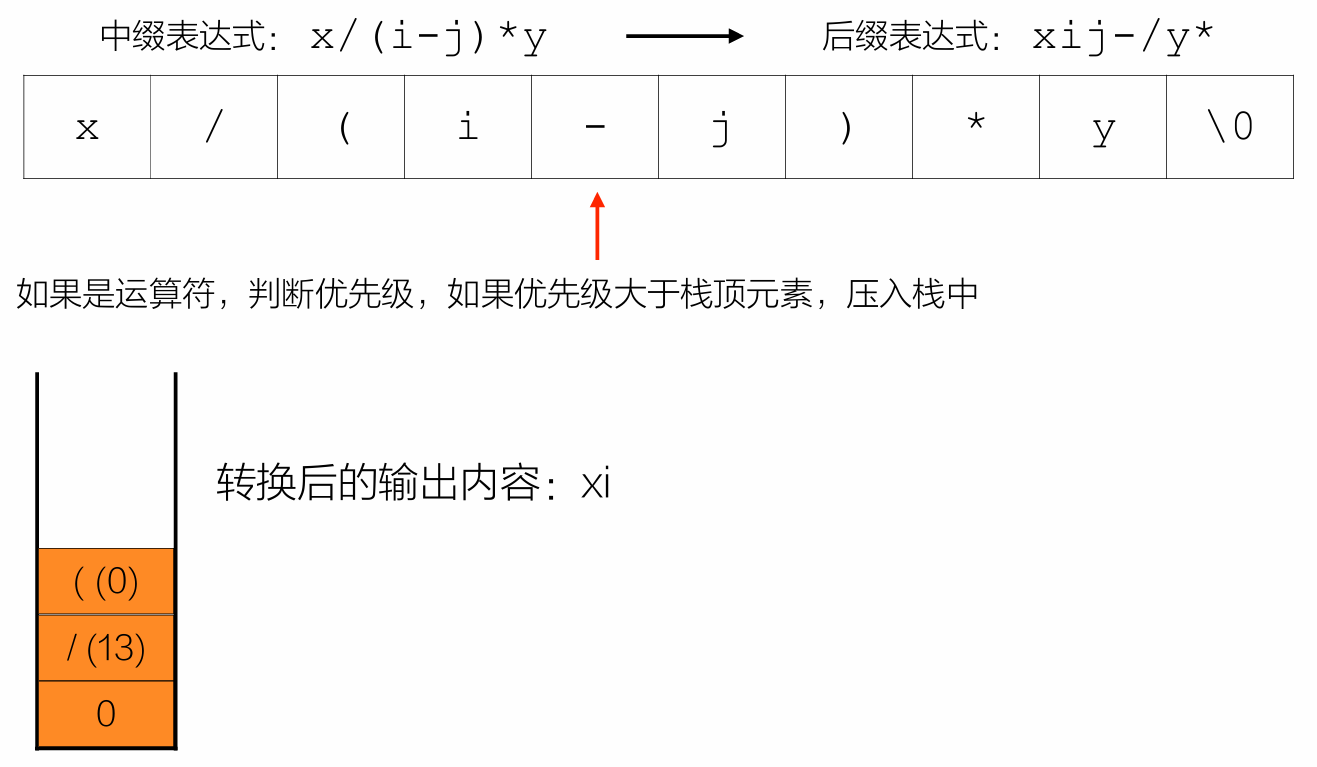 中缀表达式： x/(i-j)*y 后缀表达式： xij-/y*
x / ( i - j ) * y \0
如果是运算符，判断优先级，如果优先级大于栈顶元素，压入栈中
转换后的输出内容：xi
( (0)
/ (13)
0